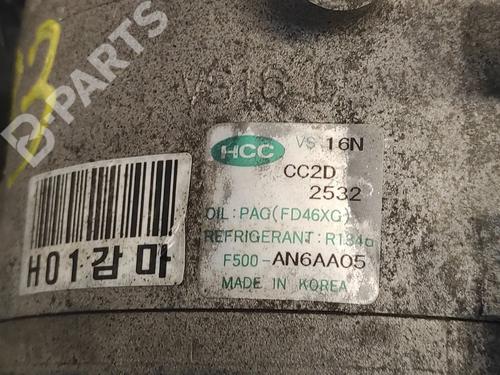 23
VS16
HCC VS 16N
CC2D
2532
OIL:PAG(FD46XG)
REFRIGERANT:R134a
F500-AN6AA05
MADE IN KOREA
H01감마
B-PARTS